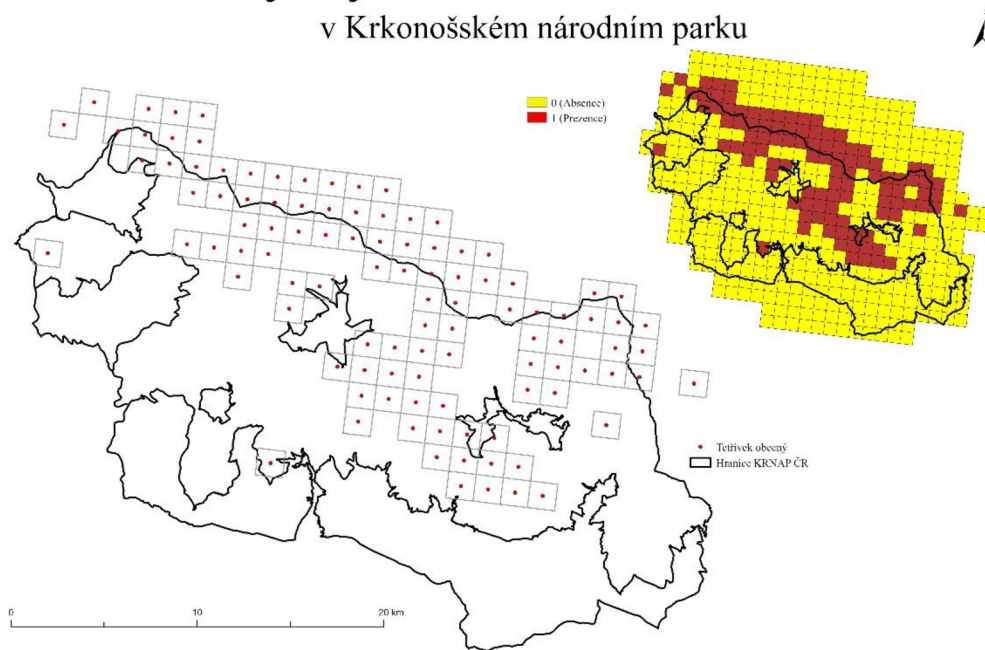 v Krkonošském národním parku
0 (Absence)
1 (Prezence)
Tetřívek obecný
Hranice KRNAP ČR
0 10 20 km